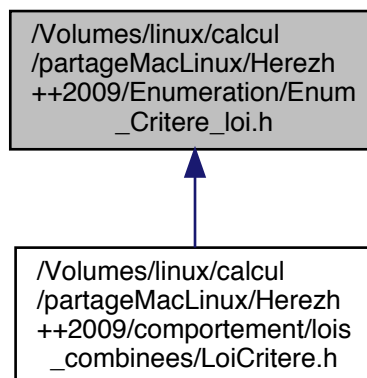 /Volumes/linux/calcul
/partageMacLinux/Herezh
++2009/Enumeration/Enum
_Critere_loi.h
/Volumes/linux/calcul
/partageMacLinux/Herezh
++2009/comportement/lois
_combinees/LoiCritere.h